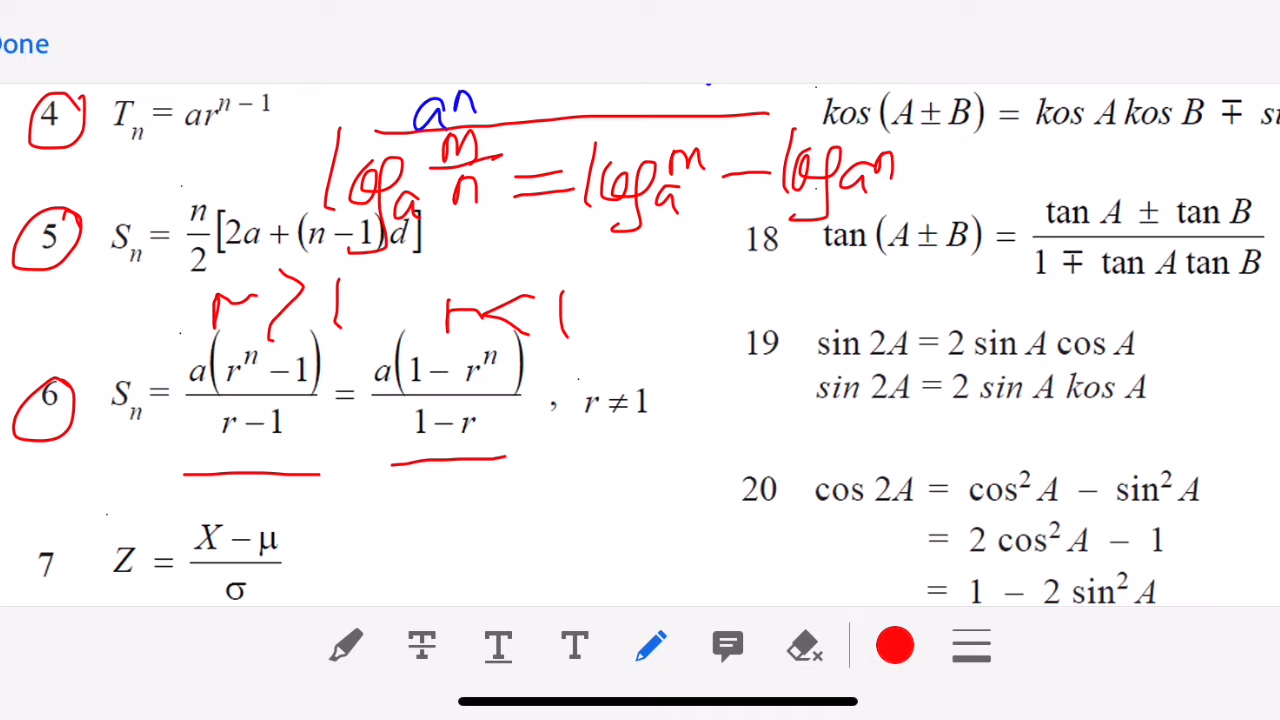 Done
4 Tₙ = arⁿ⁻¹
aⁿ
logₐ m/n = logₐ m − logₐ n
5 Sₙ = n/2 [2a + (n − 1)d]
r > 1
r < 1
6 Sₙ = a(rⁿ − 1)/(r − 1) = a(1 − rⁿ)/(1 − r) , r ≠ 1
7 Z = (X − μ)/σ
kos (A ± B) = kos A kos B ∓ si
18 tan (A ± B) = (tan A ± tan B)/(1 ∓ tan A tan B)
19 sin 2A = 2 sin A cos A
sin 2A = 2 sin A kos A
20 cos 2A = cos² A − sin² A
= 2 cos² A − 1
= 1 − 2 sin² A
T T T